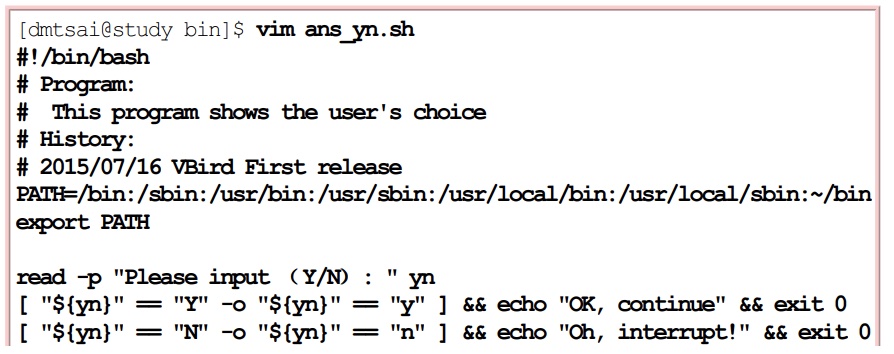 [dmtsai@study bin]$ vim ans_yn.sh
#!/bin/bash
# Program:
#  This program shows the user's choice
# History:
# 2015/07/16 VBird First release
PATH=/bin:/sbin:/usr/bin:/usr/sbin:/usr/local/bin:/usr/local/sbin:~/bin
export PATH

read -p "Please input （Y/N）: " yn
[ "${yn}" == "Y" -o "${yn}" == "y" ] && echo "OK, continue" && exit 0
[ "${yn}" == "N" -o "${yn}" == "n" ] && echo "Oh, interrupt!" && exit 0